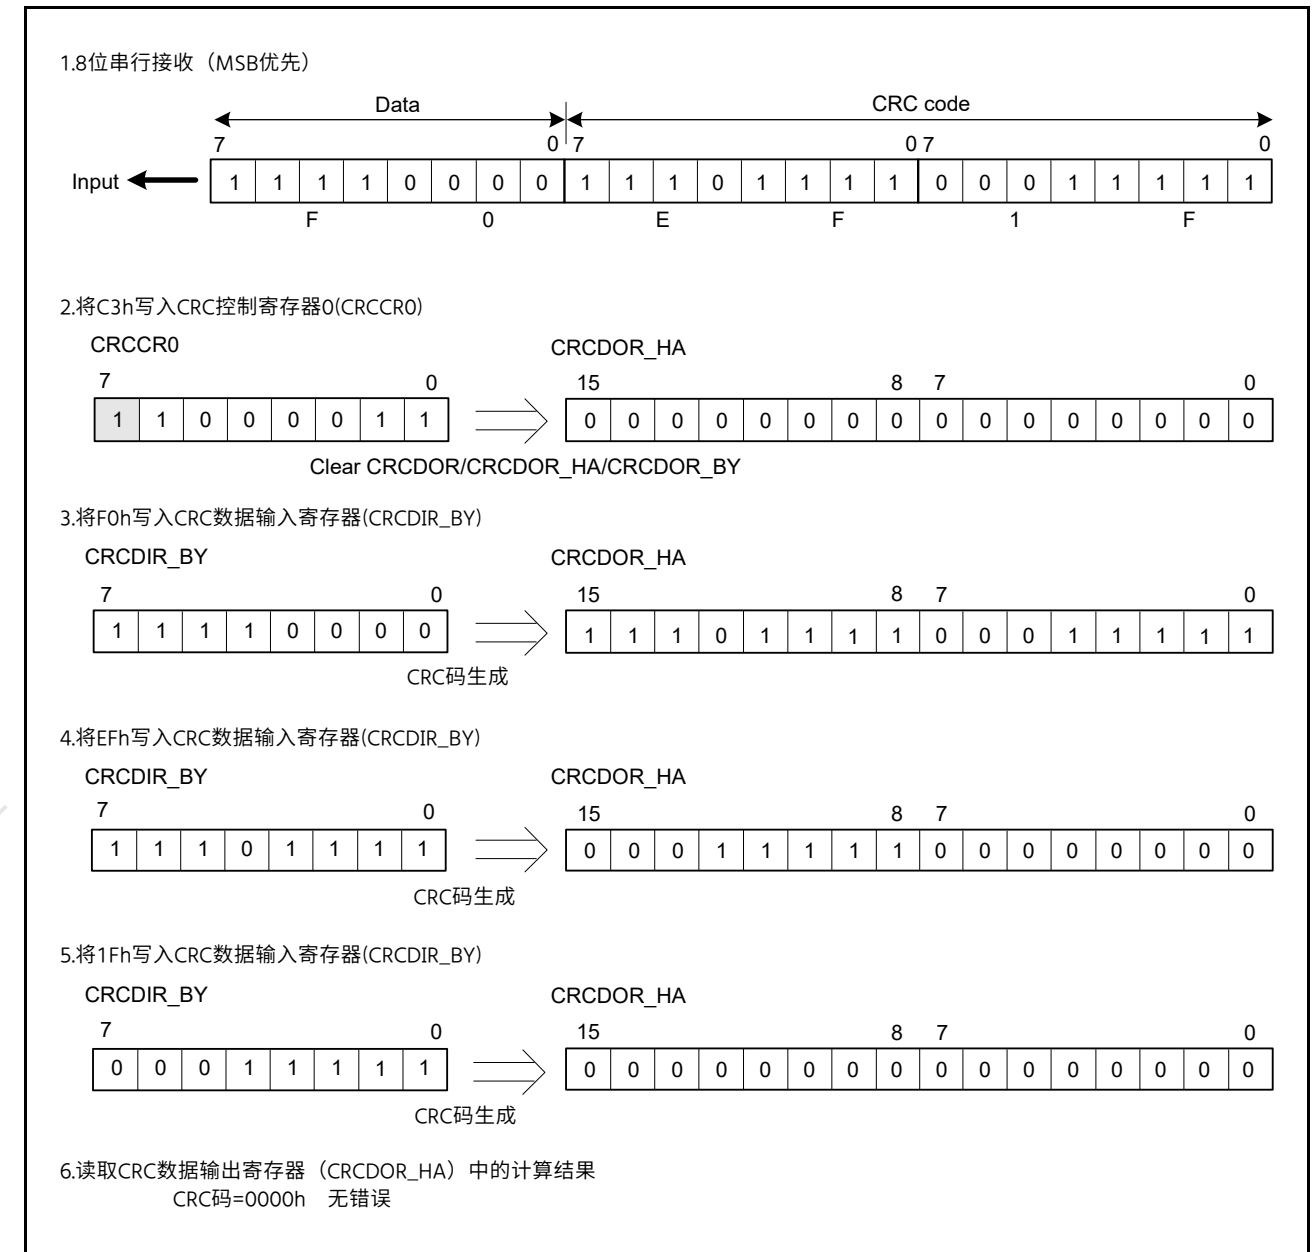 1.8位串行接收（MSB优先）
Data CRC code
7 0 7 0 7 0
Input 1 1 1 1 0 0 0 0 1 1 1 0 1 1 1 1 0 0 0 1 1 1 1 1
F 0 E F 1 F
2.将C3h写入CRC控制寄存器0(CRCCR0)
CRCCR0 CRCDOR_HA
7 0 15 8 7 0
1 1 0 0 0 0 1 1 0 0 0 0 0 0 0 0 0 0 0 0 0 0 0 0
Clear CRCDOR/CRCDOR_HA/CRCDOR_BY
3.将F0h写入CRC数据输入寄存器(CRCDIR_BY)
CRCDIR_BY CRCDOR_HA
7 0 15 8 7 0
1 1 1 1 0 0 0 0 1 1 1 0 1 1 1 1 0 0 0 1 1 1 1 1
CRC码生成
4.将EFh写入CRC数据输入寄存器(CRCDIR_BY)
CRCDIR_BY CRCDOR_HA
7 0 15 8 7 0
1 1 1 0 1 1 1 1 0 0 0 1 1 1 1 1 0 0 0 0 0 0 0 0
CRC码生成
5.将1Fh写入CRC数据输入寄存器(CRCDIR_BY)
CRCDIR_BY CRCDOR_HA
7 0 15 8 7 0
0 0 0 1 1 1 1 1 0 0 0 0 0 0 0 0 0 0 0 0 0 0 0 0
CRC码生成
6.读取CRC数据输出寄存器（CRCDOR_HA）中的计算结果
CRC码=0000h 无错误